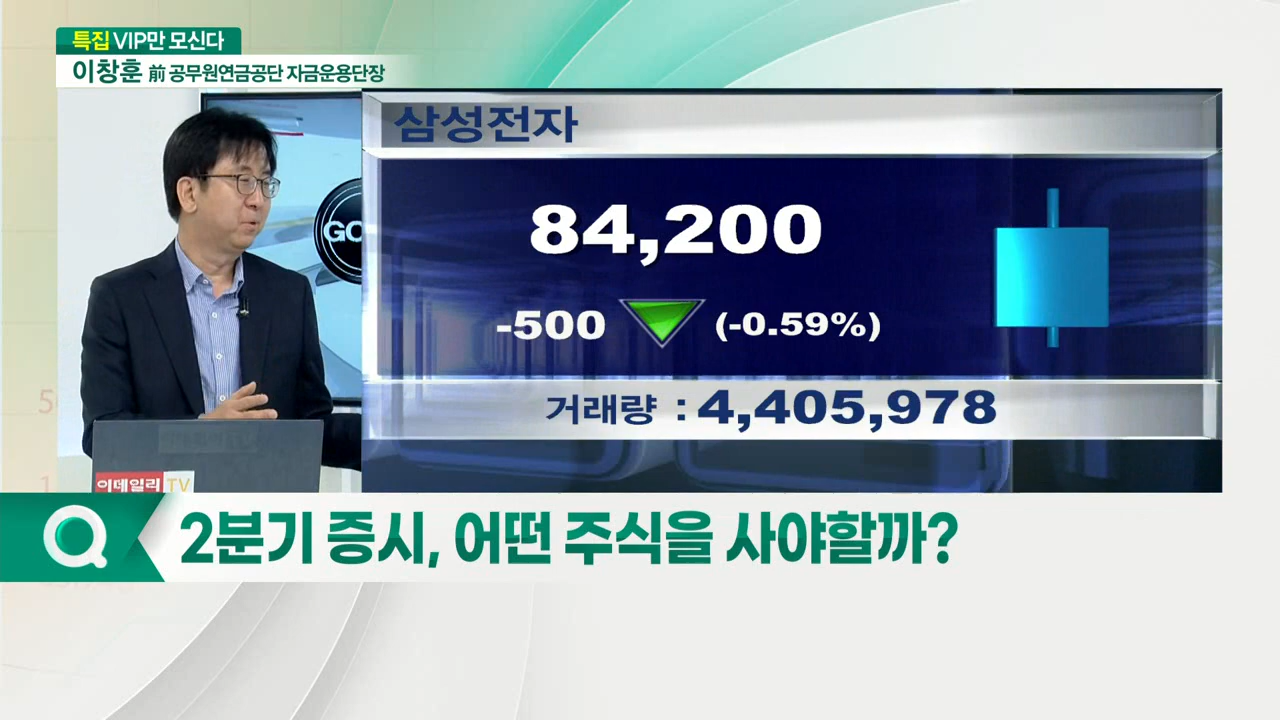 특집 VIP만 모신다
이창훈 前 공무원연금공단 자금운용단장
삼성전자
GO
84,200
-500 (-0.59%)
거래량 : 4,405,978
이데일리 TV
2분기 증시, 어떤 주식을 사야할까?